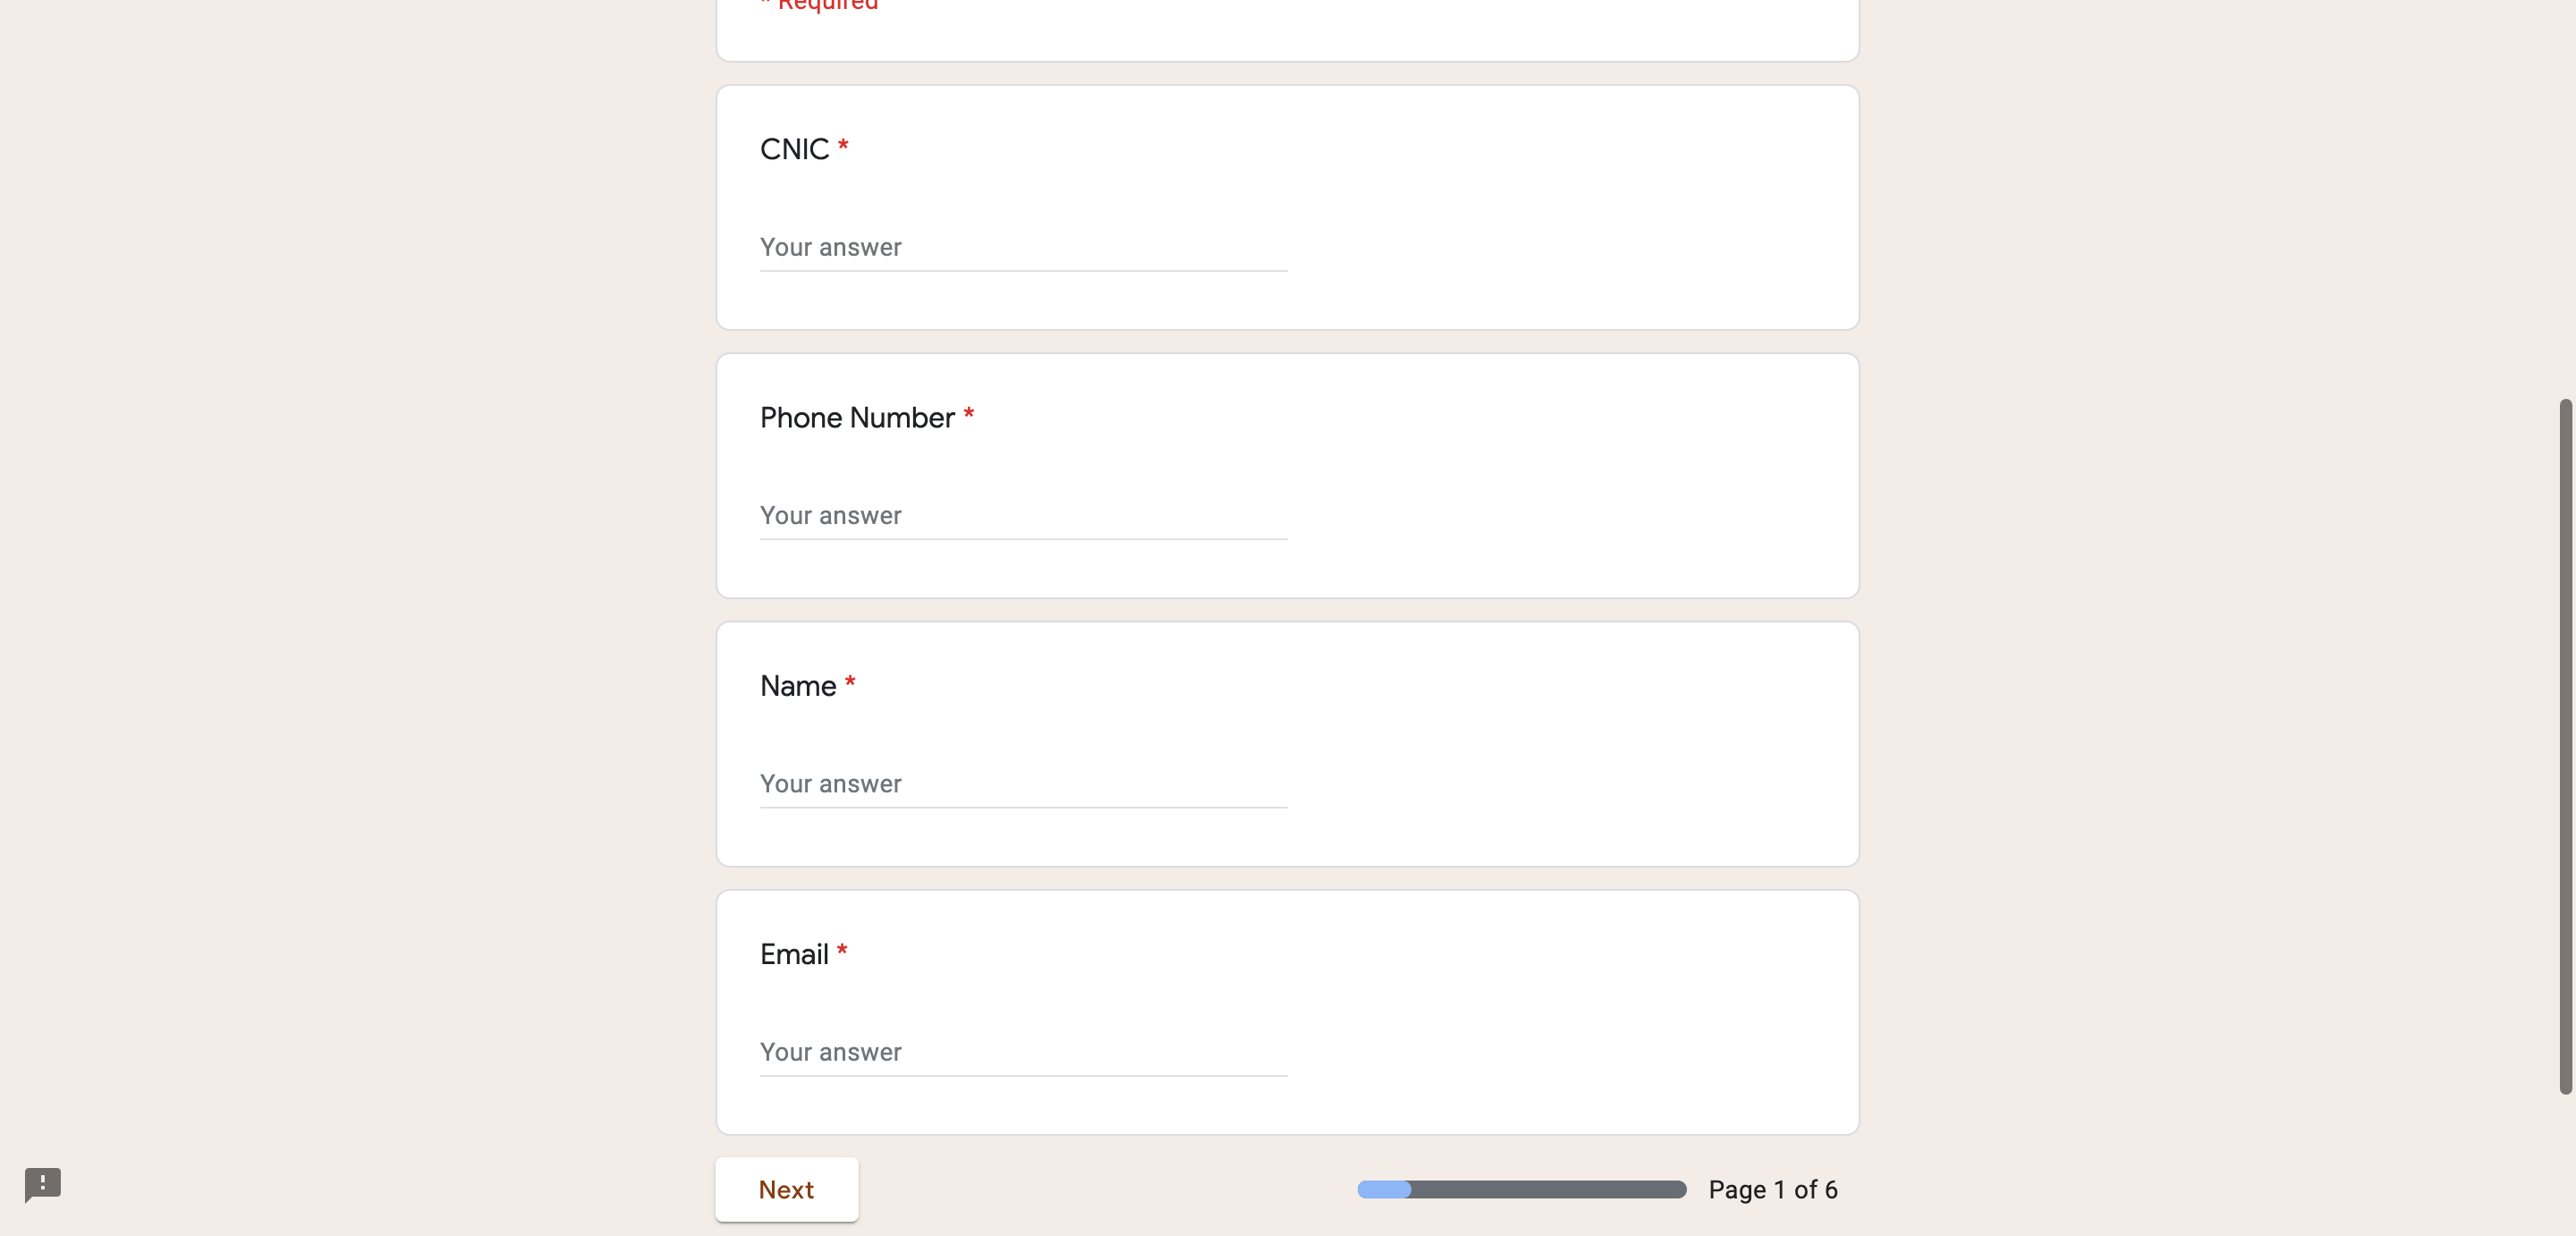 * Required
CNIC *
Your answer
Phone Number *
Your answer
Name *
Your answer
Email *
Your answer
Next
Page 1 of 6